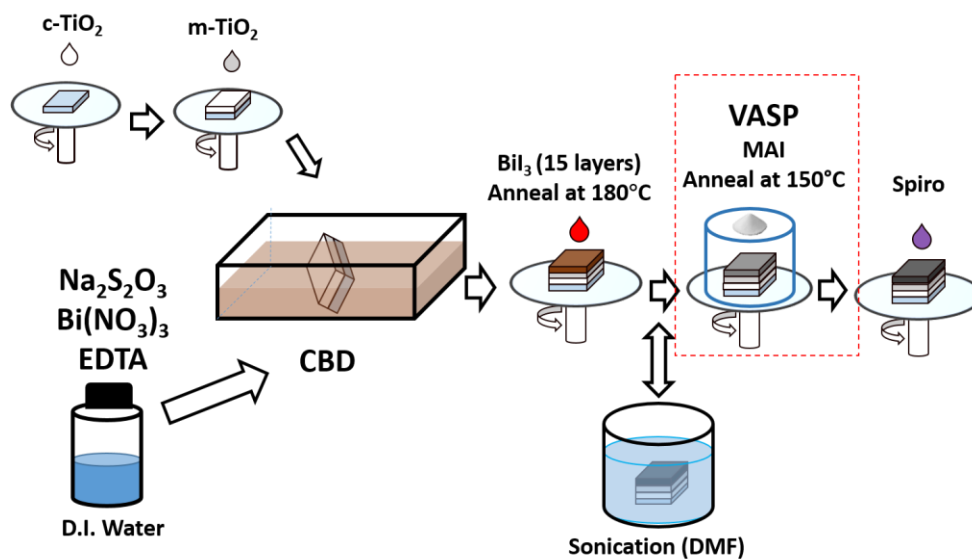 c-TiO₂
m-TiO₂
Na₂S₂O₃
Bi(NO₃)₃
EDTA
D.I. Water
CBD
BiI₃ (15 layers)
Anneal at 180°C
VASP
MAI
Anneal at 150°C
Spiro
Sonication (DMF)